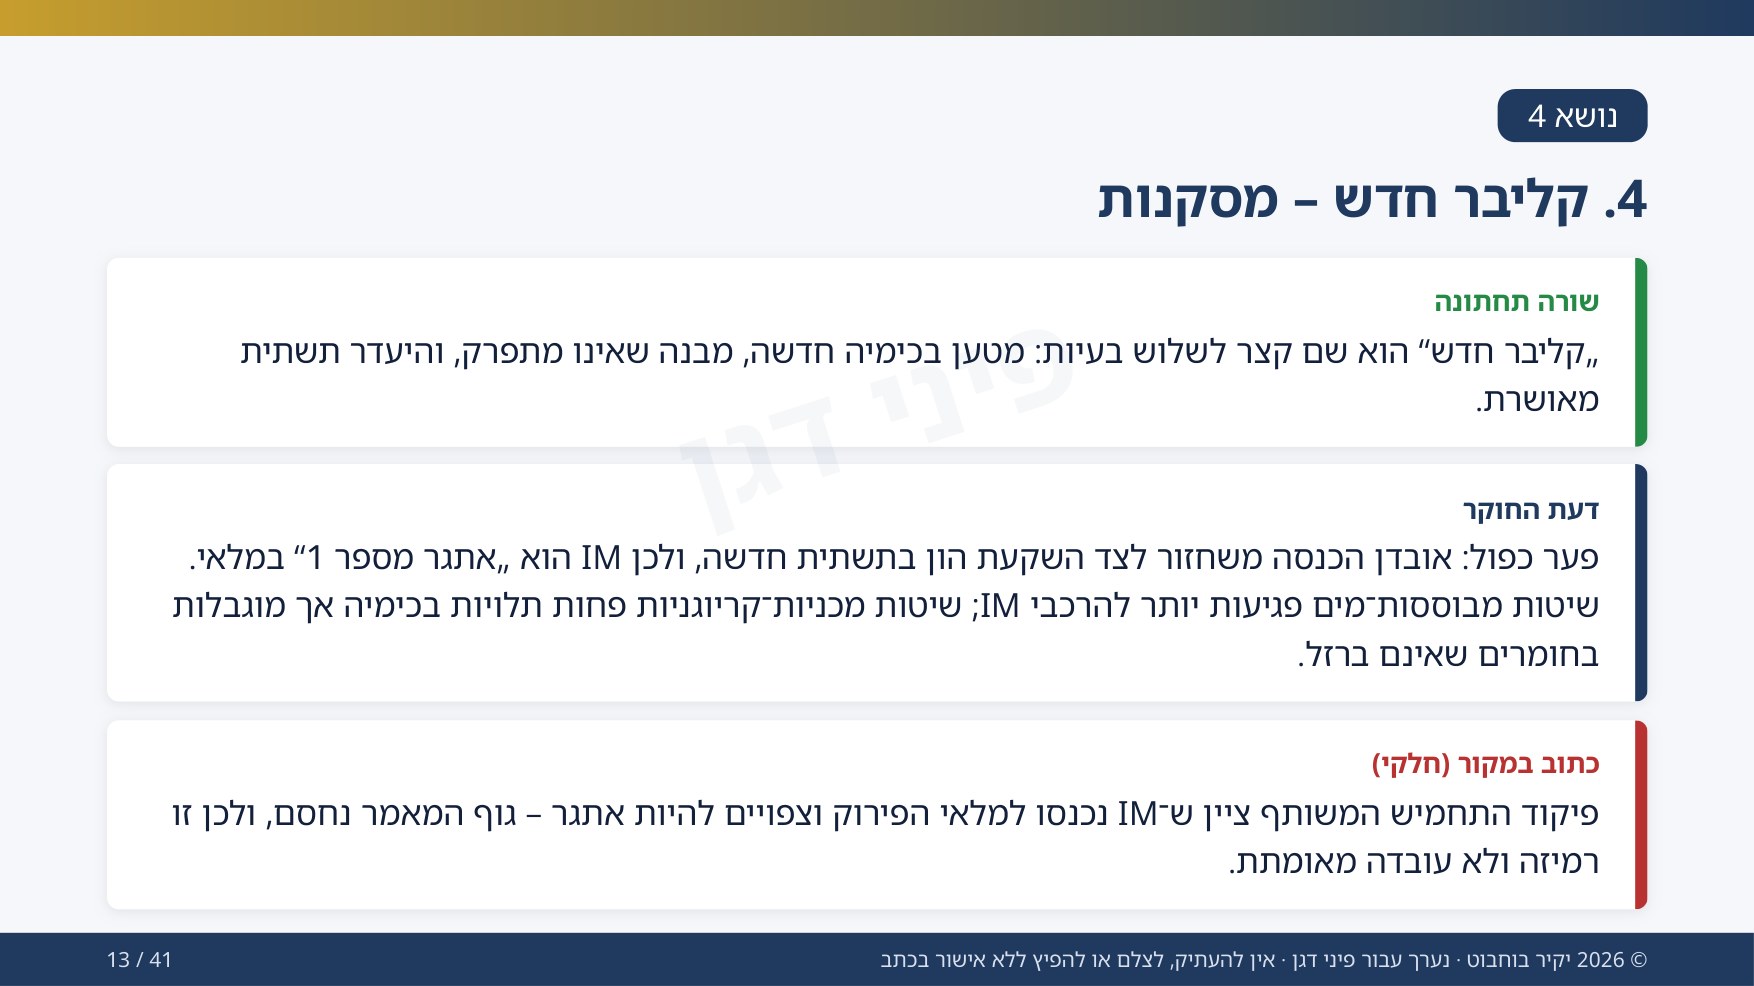 נושא 4
4. קליבר חדש – מסקנות
שורה תחתונה
„קליבר חדש“ הוא שם קצר לשלוש בעיות: מטען בכימיה חדשה, מבנה שאינו מתפרק, והיעדר תשתית
מאושרת.
דעת החוקר
פער כפול: אובדן הכנסה משחזור לצד השקעת הון בתשתית חדשה, ולכן IM הוא „אתגר מספר 1“ במלאי.
שיטות מבוססות־מים פגיעות יותר להרכבי IM; שיטות מכניות־קריוגניות פחות תלויות בכימיה אך מוגבלות
בחומרים שאינם ברזל.
כתוב במקור (חלקי)
פיקוד התחמיש המשותף ציין ש־IM נכנסו למלאי הפירוק וצפויים להיות אתגר – גוף המאמר נחסם, ולכן זו
רמיזה ולא עובדה מאומתת.
פיני דגן
© 2026 יקיר בוחבוט · נערך עבור פיני דגן · אין להעתיק, לצלם או להפיץ ללא אישור בכתב
13 / 41